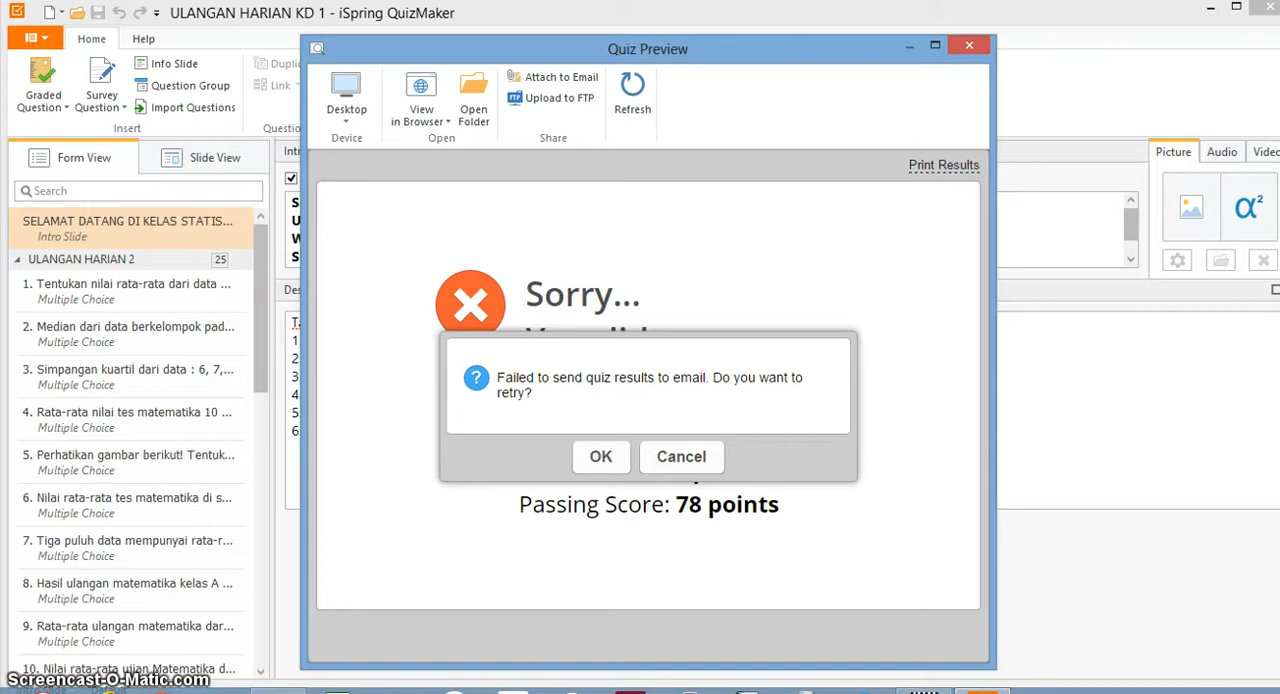 ULANGAN HARIAN KD 1 - iSpring QuizMaker
Home
Help
Graded
Question
Survey
Question
Info Slide
Question Group
Import Questions
Insert
Link
Form View
Slide View
Search
SELAMAT DATANG DI KELAS STATIS...
Intro Slide
ULANGAN HARIAN 2
25
1. Tentukan nilai rata-rata dari data ...
Multiple Choice
2. Median dari data berkelompok pad...
Multiple Choice
3. Simpangan kuartil dari data : 6, 7,...
Multiple Choice
4. Rata-rata nilai tes matematika 10 ...
Multiple Choice
5. Perhatikan gambar berikut! Tentuk...
Multiple Choice
6. Nilai rata-rata tes matematika di s...
Multiple Choice
7. Tiga puluh data mempunyai rata-r...
Multiple Choice
8. Hasil ulangan matematika kelas A ...
Multiple Choice
9. Rata-rata ulangan matematika dar...
Multiple Choice
10. Nilai rata-rata ujian Matematika d...
Screencast-O-Matic.com
Quiz Preview
Desktop
Device
View
in Browser
Open
Folder
Open
Attach to Email
Upload to FTP
Share
Refresh
Print Results
Sorry...
Failed to send quiz results to email. Do you want to
retry?
OK
Cancel
Passing Score: 78 points
Picture
Audio
Video
α²